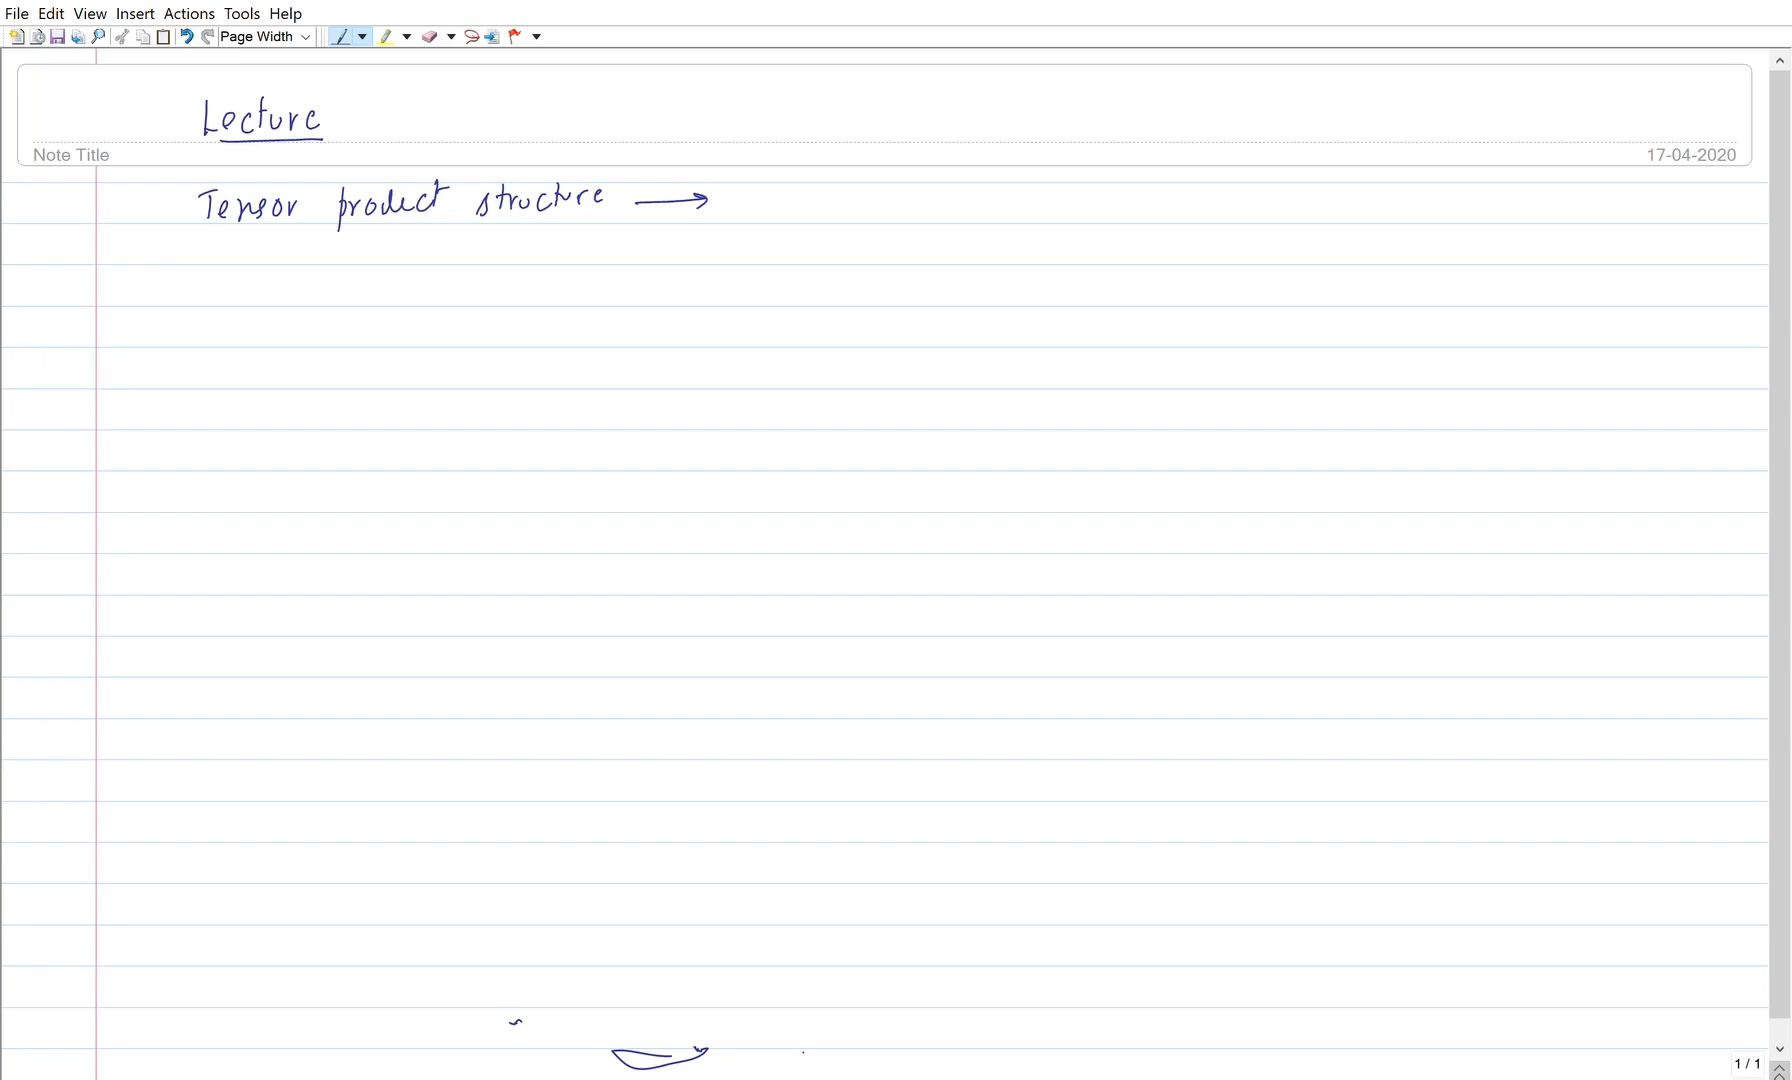 File Edit View Insert Actions Tools Help
Page Width
Lecture
Note Title 17-04-2020
Tensor product structure →
1 / 1